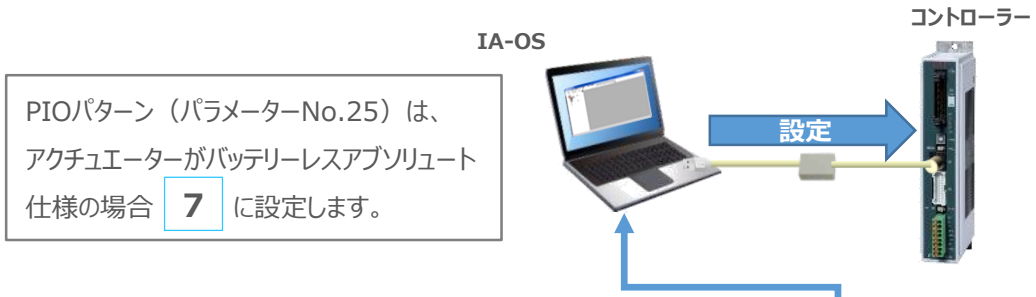 コントローラー
IA-OS
PIOパターン（パラメーターNo.25）は、
アクチュエーターがバッテリーレスアブソリュート
仕様の場合 7 に設定します。
設定